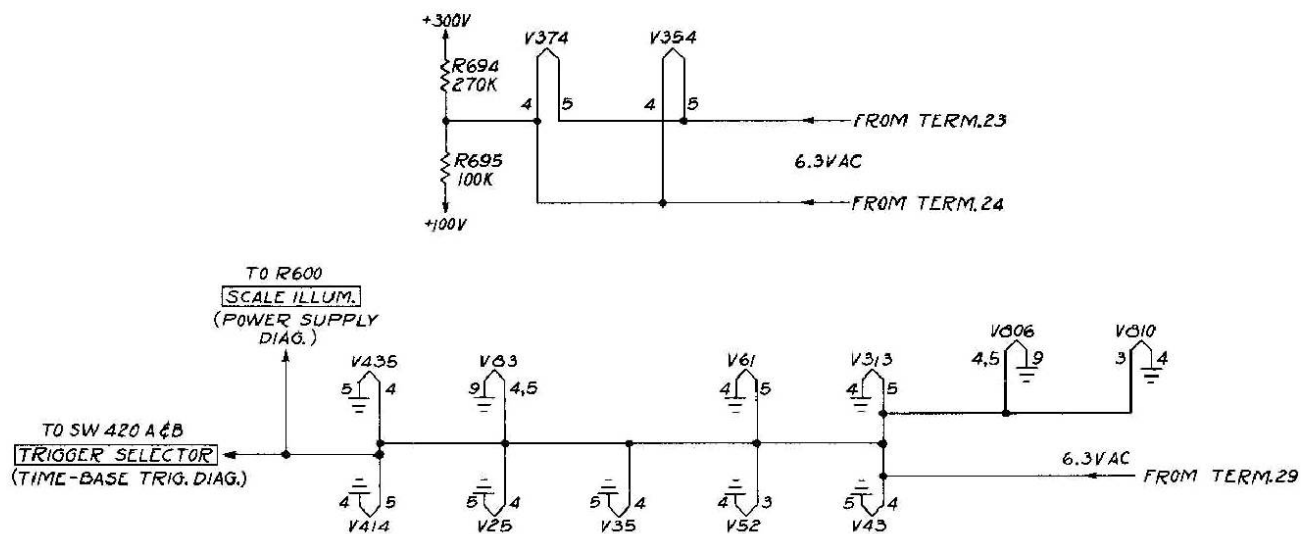 +300V
V374
V354
R694
270K
4
5
4
5
FROM TERM.23
R695
100K
6.3VAC
FROM TERM.24
+100V
TO R600
SCALE ILLUM.
(POWER SUPPLY
DIAG.)
V435
V83
V61
V313
V806
V810
4,5
9
3
4
5
4
9
4,5
4
5
4
5
TO SW 420 A&B
TRIGGER SELECTOR
(TIME-BASE TRIG. DIAG.)
6.3VAC
FROM TERM.29
4
5
5
4
5
4
4
3
5
4
V414
V25
V35
V52
V43